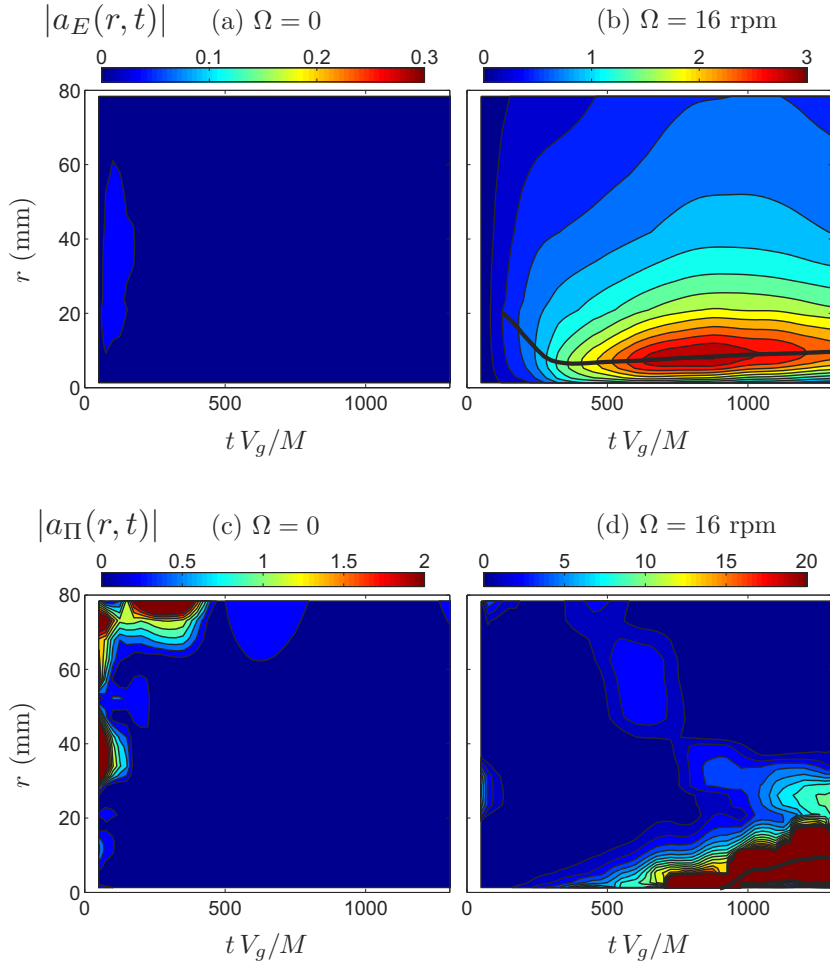 |a_E(r, t)| (a) Ω = 0 (b) Ω = 16 rpm
0 0.1 0.2 0.3 0 1 2 3
80
60
40
20
0
r (mm)
0 500 1000 0 500 1000
t V_g/M t V_g/M
|a_Π(r, t)| (c) Ω = 0 (d) Ω = 16 rpm
0 0.5 1 1.5 2 0 5 10 15 20
80
60
40
20
0
r (mm)
0 500 1000 0 500 1000
t V_g/M t V_g/M